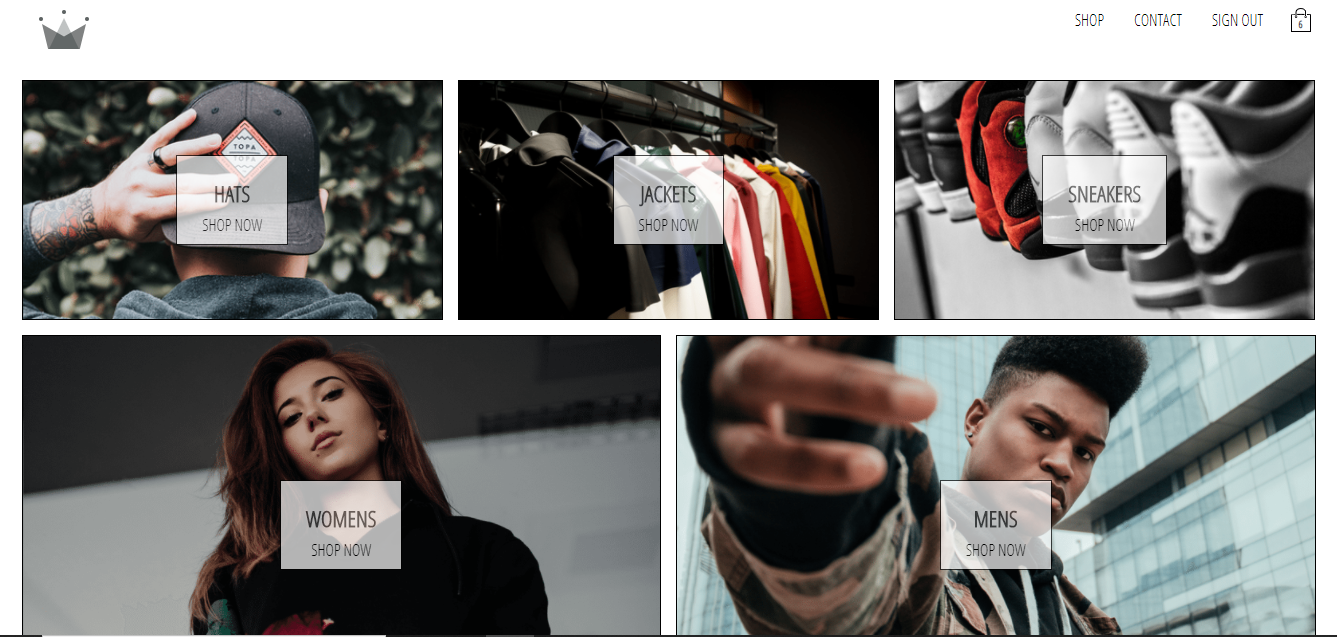 SHOP
CONTACT
SIGN OUT
6
TOPA
TOPA
HATS
SHOP NOW
JACKETS
SHOP NOW
SNEAKERS
SHOP NOW
WOMENS
SHOP NOW
MENS
SHOP NOW